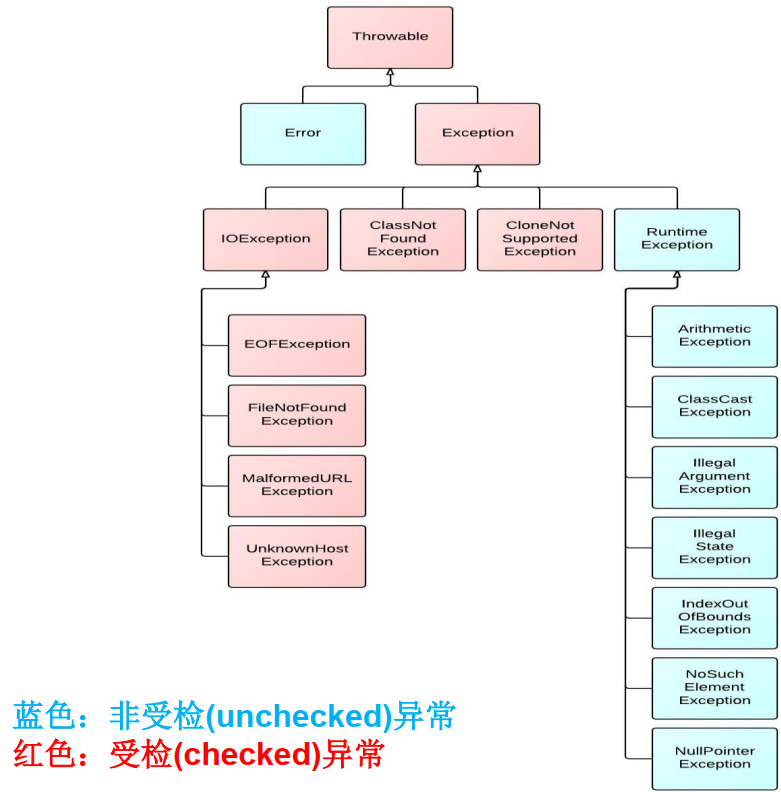 Throwable
Error
Exception
IOException
ClassNot
Found
Exception
CloneNot
Supported
Exception
Runtime
Exception
EOFException
FileNotFound
Exception
MalformedURL
Exception
UnknownHost
Exception
Arithmetic
Exception
ClassCast
Exception
Illegal
Argument
Exception
Illegal
State
Exception
IndexOut
OfBounds
Exception
NoSuch
Element
Exception
NullPointer
Exception
蓝色：非受检(unchecked)异常
红色：受检(checked)异常